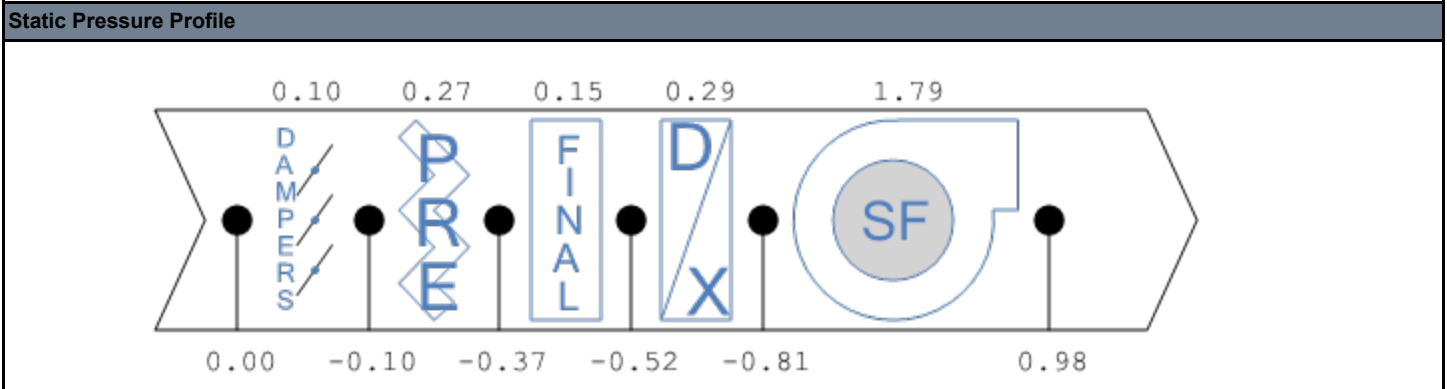 Static Pressure Profile
0.10 0.27 0.15 0.29 1.79
DAMPERS
PRE
FINAL
DX
SF
0.00 -0.10 -0.37 -0.52 -0.81 0.98